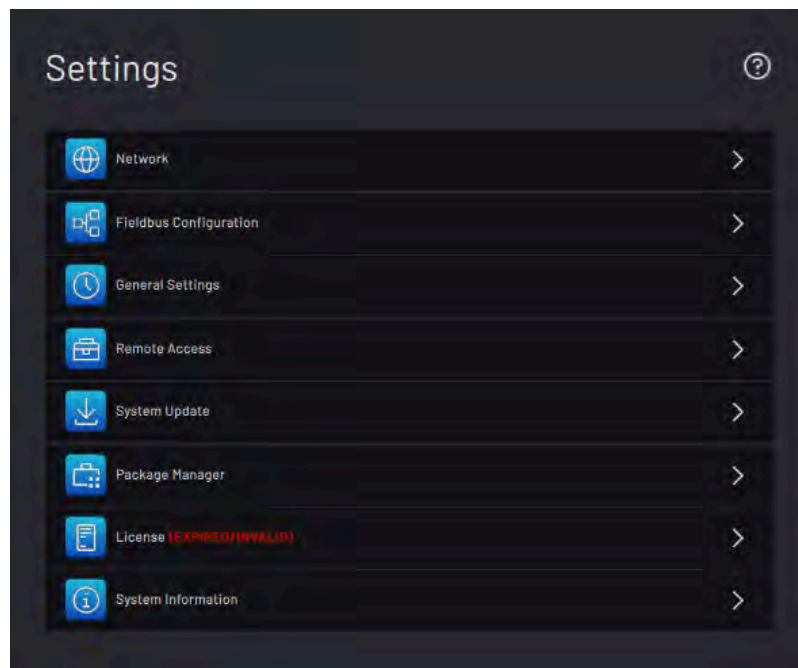 Settings
Network
Fieldbus Configuration
General Settings
Remote Access
System Update
Package Manager
License (EXPIRED/INVALID)
System Information